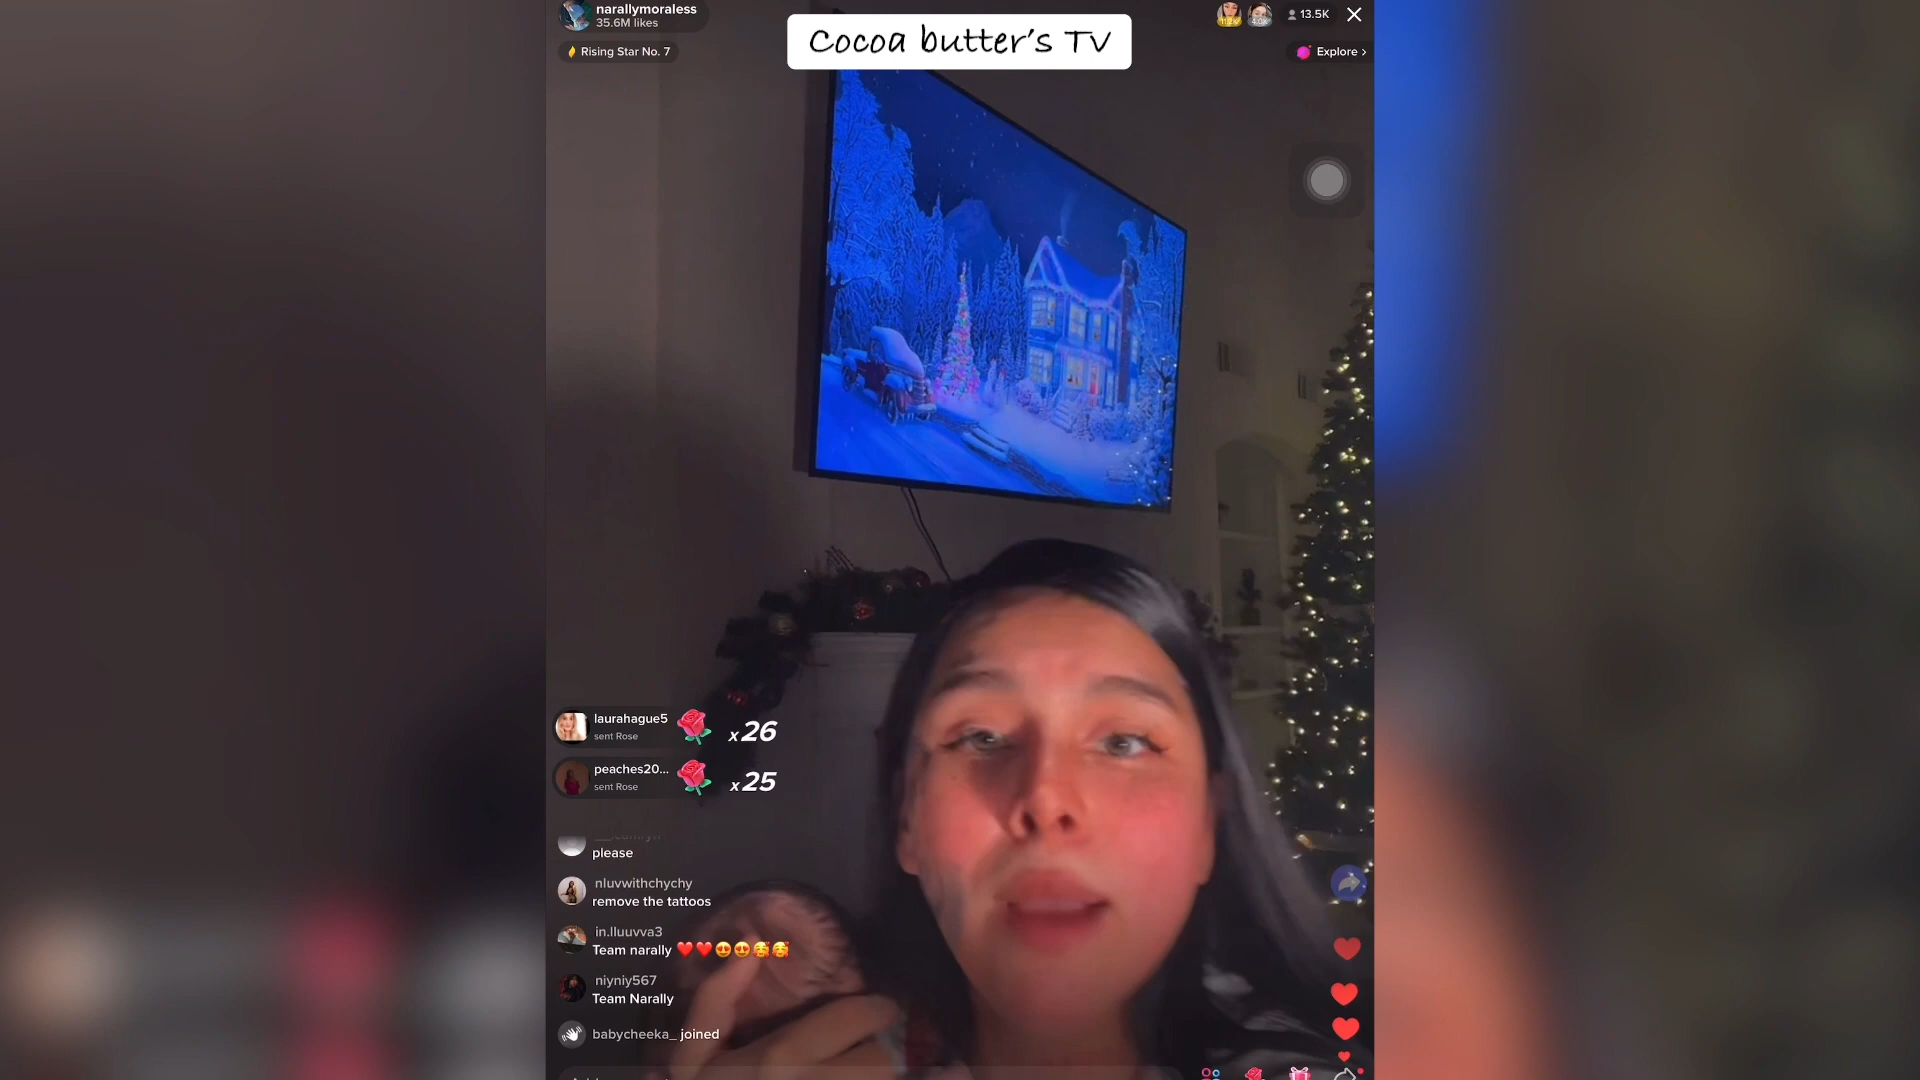 narallymoraless
35.6M likes
13.5K
Cocoa butter's TV
Rising Star No. 7
Explore >
laurahague5
sent Rose
x26
peaches20...
sent Rose
x25
please
nluvwithchychy
remove the tattoos
in.lluuvva3
Team narally ❤️❤️😍😍🥰🥰
niyniy567
Team Narally
babycheeka_ joined